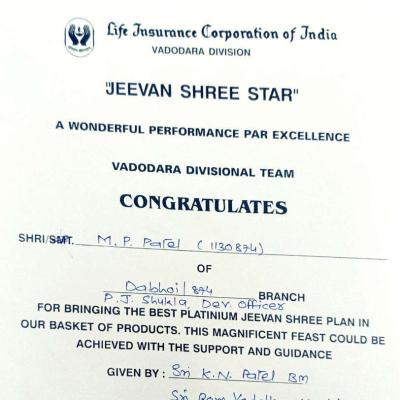 Life Insurance Corporation of India
VADODARA DIVISION
"JEEVAN SHREE STAR"
A WONDERFUL PERFORMANCE PAR EXCELLENCE
VADODARA DIVISIONAL TEAM
CONGRATULATES
SHRI/SMT. M. P. Patel (1130874)
OF
Dabhoi/874 BRANCH
P. J. Shukla, Dev. Officer
FOR BRINGING THE BEST PLATINIUM JEEVAN SHREE PLAN IN
OUR BASKET OF PRODUCTS. THIS MAGNIFICENT FEAST COULD BE
ACHIEVED WITH THE SUPPORT AND GUIDANCE
GIVEN BY : Sri K.N. Patel BM
Sri Ram